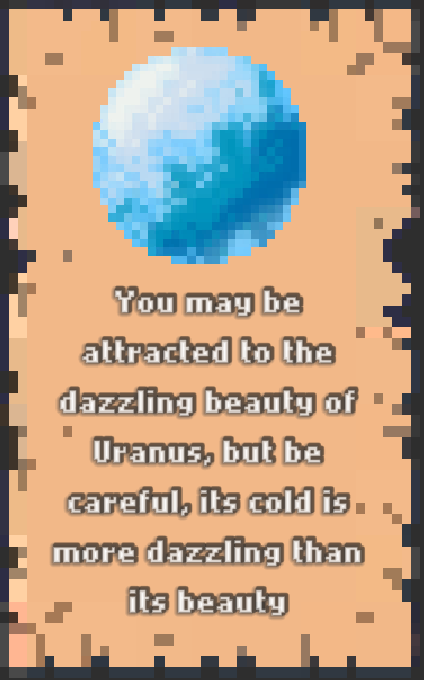 You may be
attracted to the
dazzling beauty of
Uranus, but be
careful, its cold is
more dazzling than
its beauty